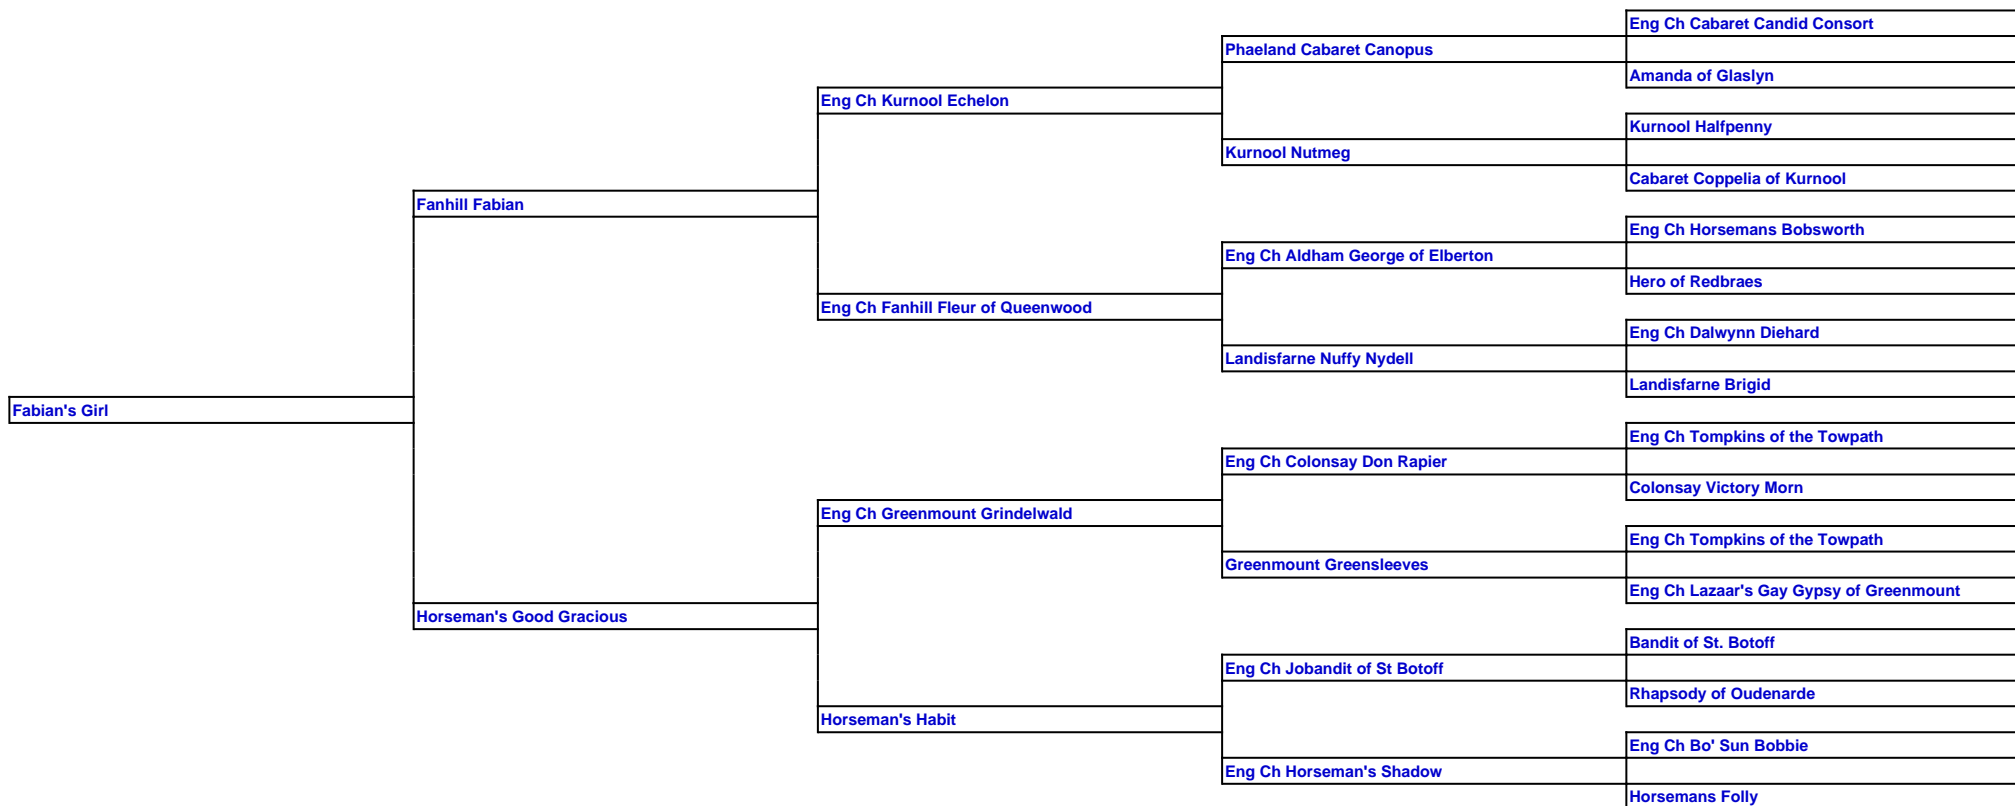 Eng Ch Cabaret Candid Consort
Phaeland Cabaret Canopus
Amanda of Glaslyn
Eng Ch Kurnool Echelon
Kurnool Halfpenny
Kurnool Nutmeg
Cabaret Coppelia of Kurnool
Fanhill Fabian
Eng Ch Horsemans Bobsworth
Eng Ch Aldham George of Elberton
Hero of Redbraes
Eng Ch Fanhill Fleur of Queenwood
Eng Ch Dalwynn Diehard
Landisfarne Nuffy Nydell
Landisfarne Brigid
Fabian's Girl
Eng Ch Tompkins of the Towpath
Eng Ch Colonsay Don Rapier
Colonsay Victory Morn
Eng Ch Greenmount Grindelwald
Eng Ch Tompkins of the Towpath
Greenmount Greensleeves
Eng Ch Lazaar's Gay Gypsy of Greenmount
Horseman's Good Gracious
Bandit of St. Botoff
Eng Ch Jobandit of St Botoff
Rhapsody of Oudenarde
Horseman's Habit
Eng Ch Bo' Sun Bobbie
Eng Ch Horseman's Shadow
Horsemans Folly